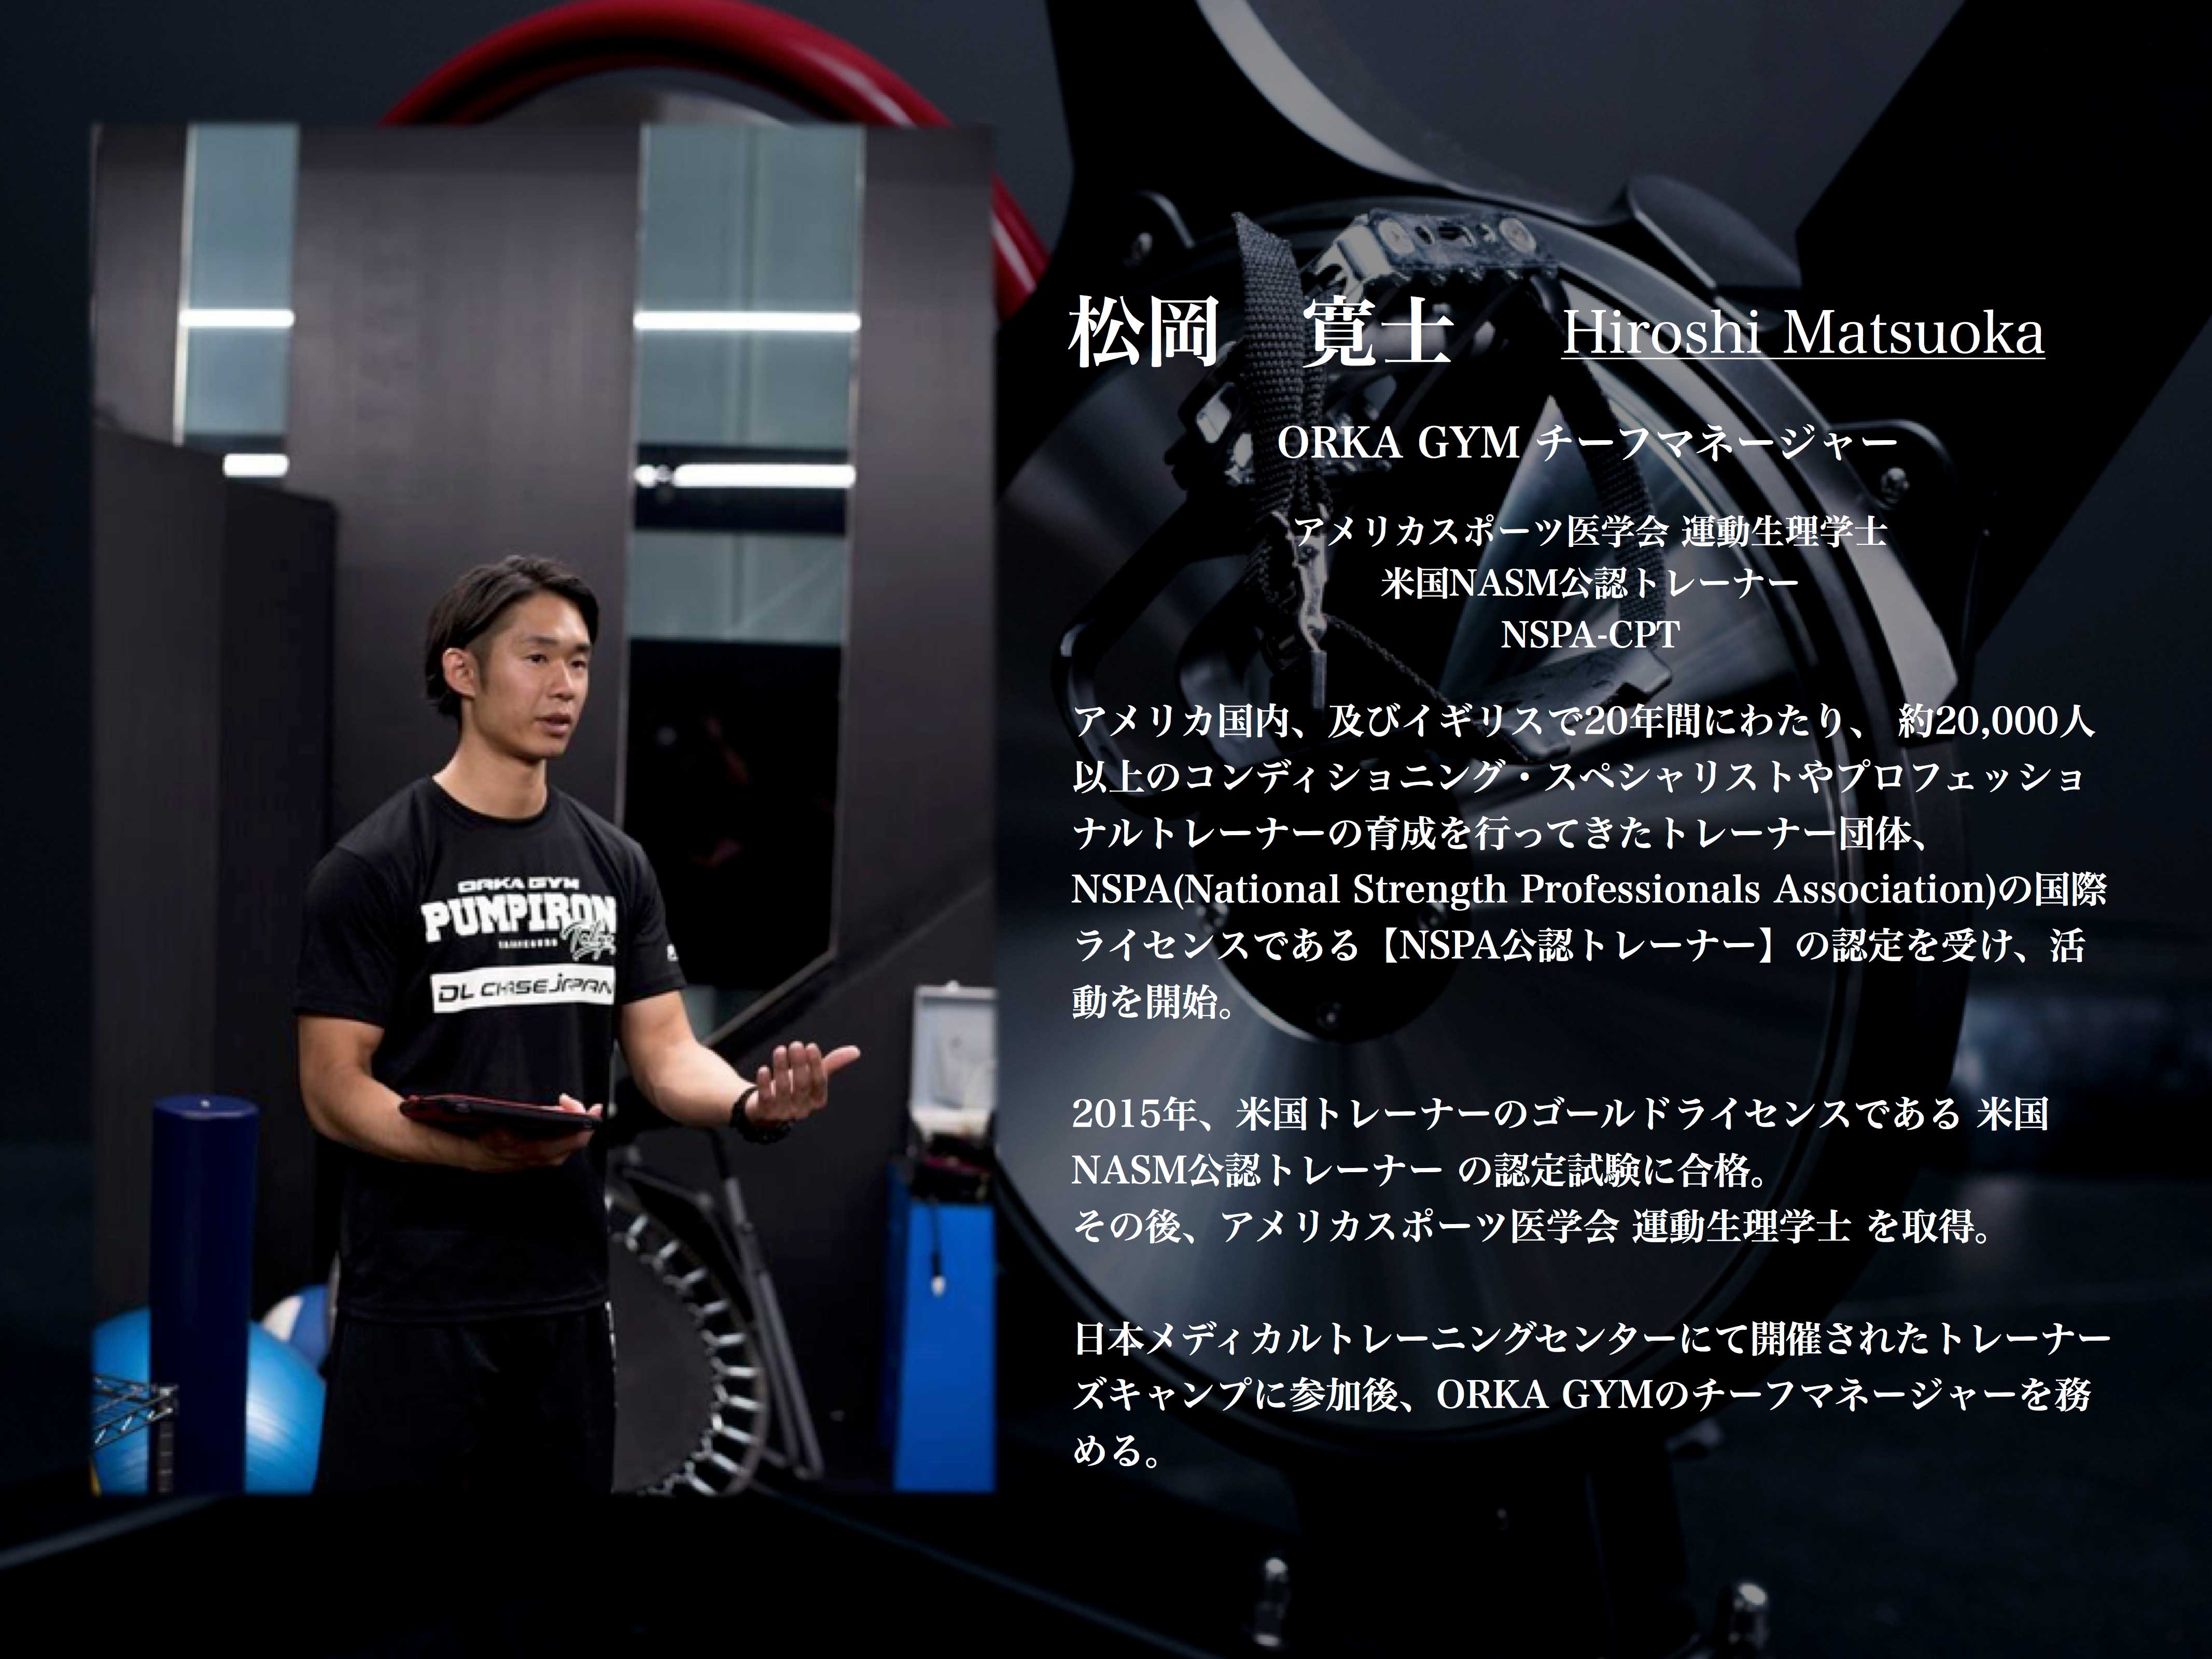 松岡　寛士　Hiroshi Matsuoka
ORKA GYM チーフマネージャー
アメリカスポーツ医学会 運動生理学士
米国NASM公認トレーナー
NSPA-CPT
アメリカ国内、及びイギリスで20年間にわたり、 約20,000人
以上のコンディショニング・スペシャリストやプロフェッショ
ナルトレーナーの育成を行ってきたトレーナー団体、
NSPA(National Strength Professionals Association)の国際
ライセンスである【NSPA公認トレーナー】の認定を受け、活
動を開始。
2015年、米国トレーナーのゴールドライセンスである 米国
NASM公認トレーナー の認定試験に合格。
その後、アメリカスポーツ医学会 運動生理学士 を取得。
日本メディカルトレーニングセンターにて開催されたトレーナー
ズキャンプに参加後、ORKA GYMのチーフマネージャーを務
める。
ORKA GYM
PUMPIRON
DL CHASE JAPAN